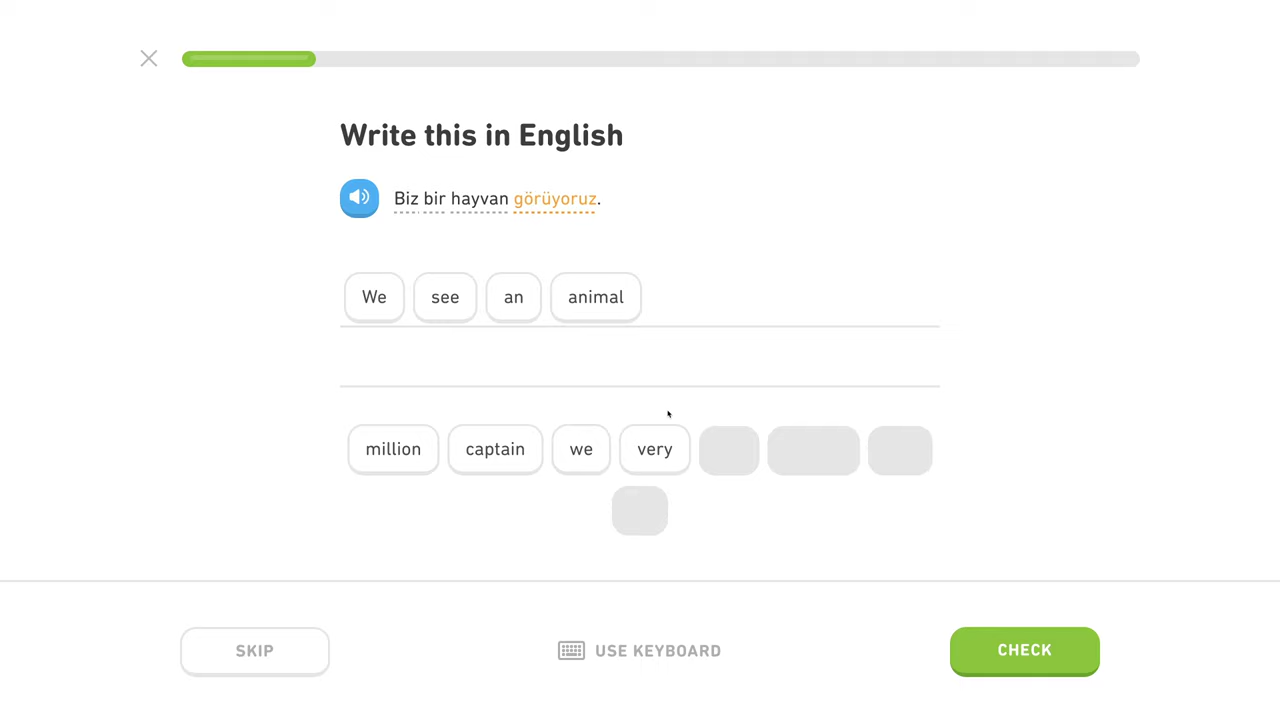 Write this in English
Biz bir hayvan görüyoruz.
We see an animal
million captain we very
SKIP USE KEYBOARD CHECK